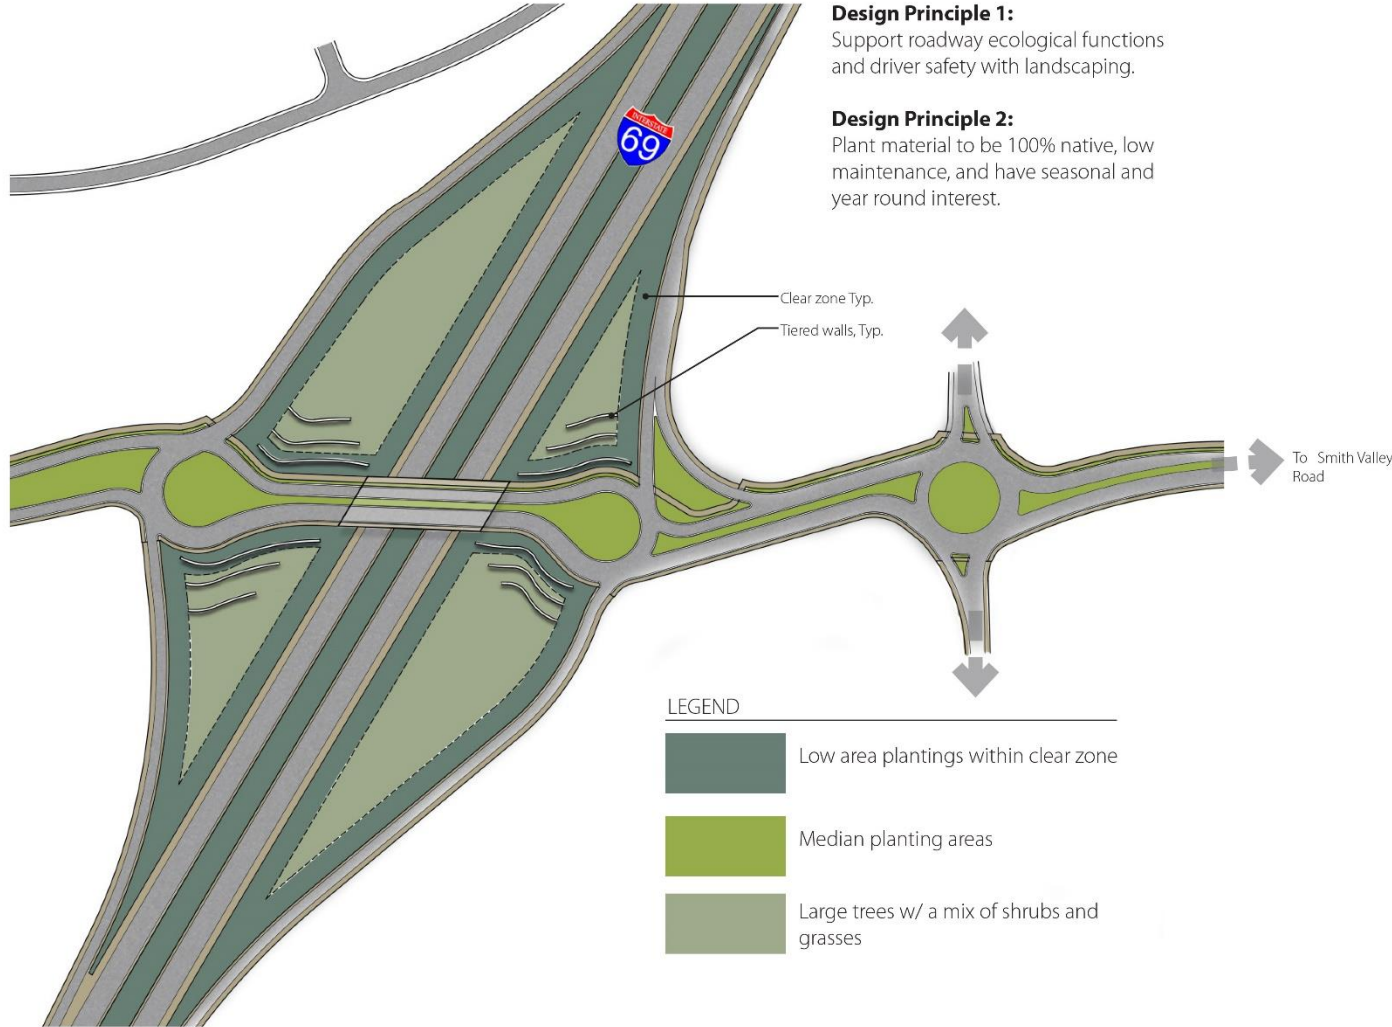 Design Principle 1:
Support roadway ecological functions
and driver safety with landscaping.
Design Principle 2:
Plant material to be 100% native, low
maintenance, and have seasonal and
year round interest.
INTERSTATE
69
Clear zone Typ.
Tiered walls, Typ.
To Smith Valley
Road
LEGEND
Low area plantings within clear zone
Median planting areas
Large trees w/ a mix of shrubs and
grasses